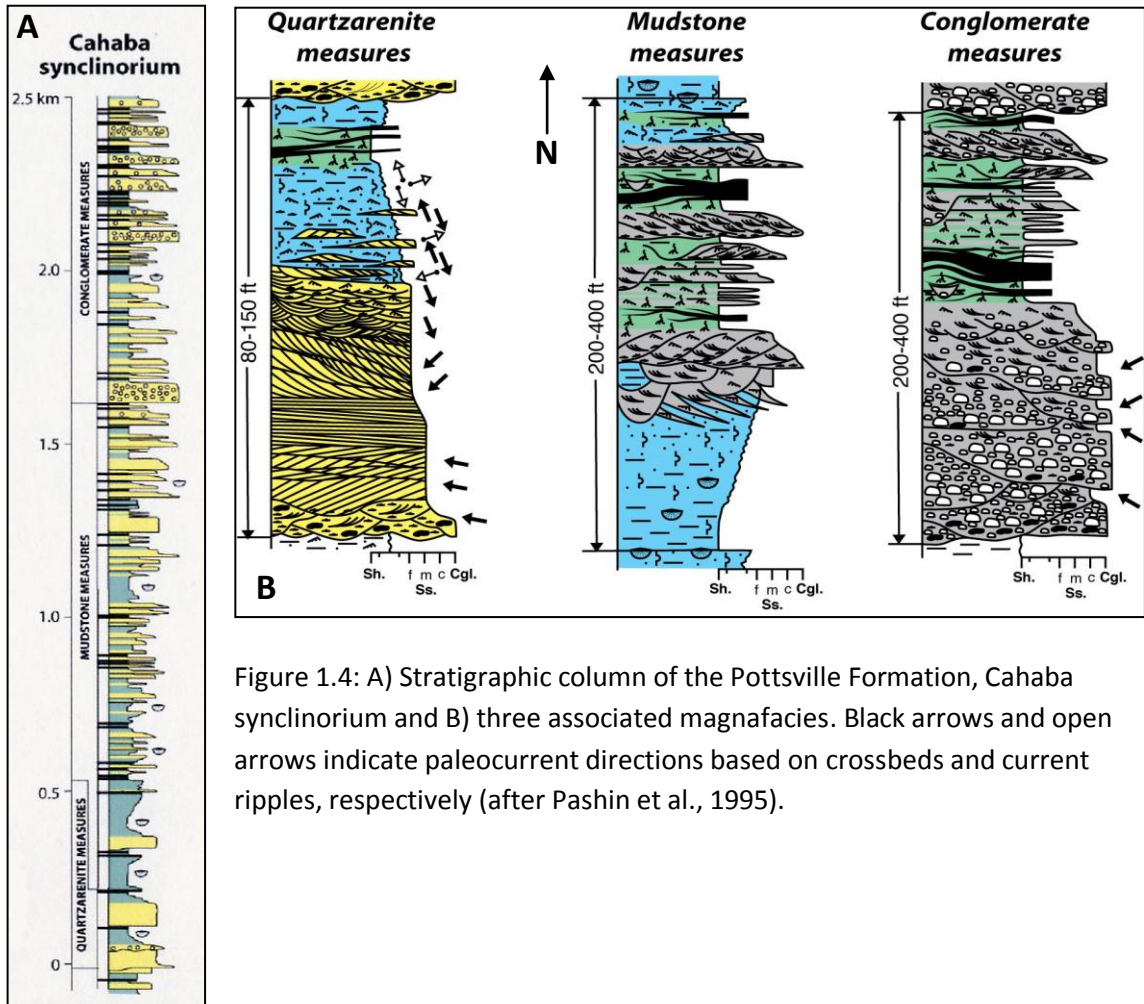 A
Cahaba
synclinorium
2.5 km
2.0
1.5
1.0
0.5
0
CONGLOMERATE MEASURES
MUDSTONE MEASURES
QUARTZARENITE MEASURES
Quartzarenite
measures
Mudstone
measures
Conglomerate
measures
N
80-150 ft
200-400 ft
200-400 ft
Sh. f m c Cgl.
Ss.
Sh. f m c Cgl.
Ss.
Sh. f m c Cgl.
Ss.
B
Figure 1.4: A) Stratigraphic column of the Pottsville Formation, Cahaba
synclinorium and B) three associated magnafacies. Black arrows and open
arrows indicate paleocurrent directions based on crossbeds and current
ripples, respectively (after Pashin et al., 1995).